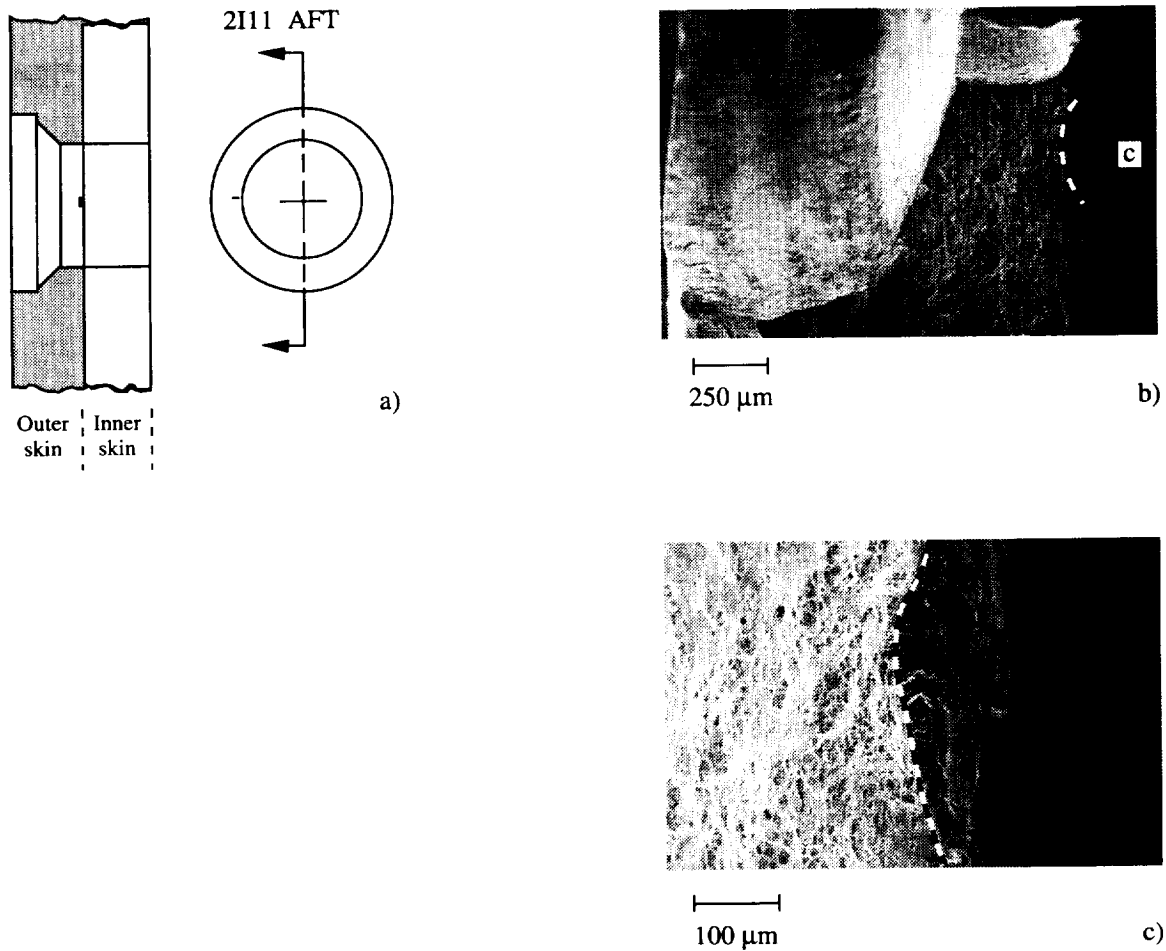 2I11 AFT
Outer skin
Inner skin
a)
c
250 µm
b)
100 µm
c)